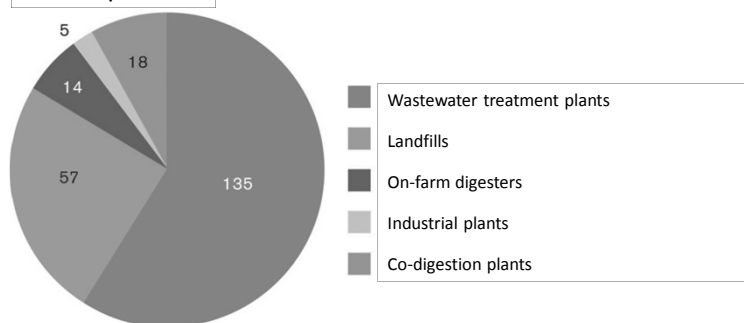 5
18
14
57
135
Wastewater treatment plants
Landfills
On-farm digesters
Industrial plants
Co-digestion plants